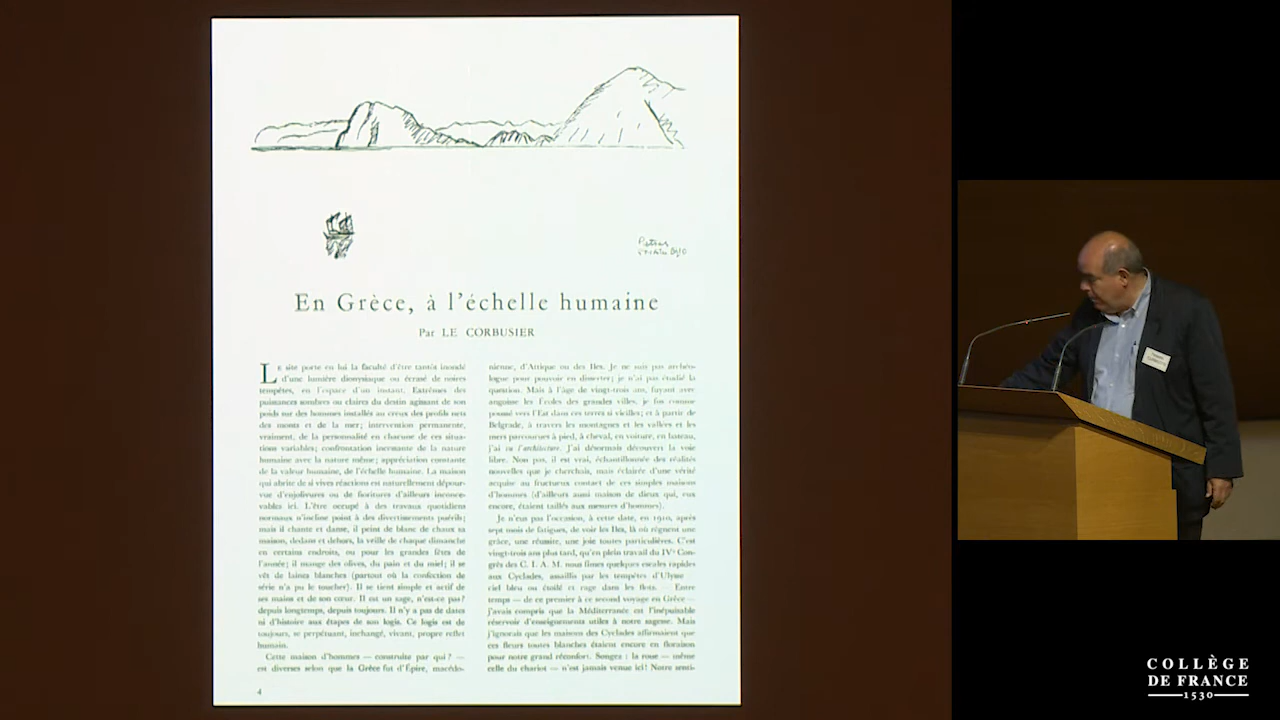 Patras
En Grèce, à l'échelle humaine
Par LE CORBUSIER
LE site porte en lui la faculté d'être tantôt inondé
d'une lumière dionysiaque ou écrasé de noires
tempêtes, en l'espace d'un instant. Extrêmes des
puissances sombres ou claires du destin agissant de son
poids sur des hommes installés au creux des profils nets
des monts et de la mer; intervention permanente,
vraiment, de la personnalité en chacune de ces situa-
tions variables; confrontation incessante de la nature
humaine avec la nature même; appréciation constante
de la valeur humaine, de l'échelle humaine. La maison
qui abrite de si vives réactions est naturellement dépour-
vue d'enjolivures ou de fioritures d'ailleurs inconce-
vables ici. L'être occupé à des travaux quotidiens
normaux n'incline point à des divertissements puérils;
mais il chante et danse, il peint de blanc de chaux sa
maison, dedans et dehors, la veille de chaque dimanche
en certains endroits, ou pour les grandes fêtes de
l'année; il mange des olives, du pain et du miel; il se
vêt de laines blanches (partout où la confection de
série n'a pu le toucher). Il se tient simple et actif de
ses mains et de son cœur. Il est un sage, n'est-ce pas?
depuis longtemps, depuis toujours. Il n'y a pas de dates
ni d'histoire aux étapes de son logis. Ce logis est de
toujours, se perpétuant, inchangé, vivant, propre reflet
humain.
Cette maison d'hommes — construite par qui? —
est diverses selon que la Grèce fut d'Épire, macédo-
4
nienne, d'Attique ou des Iles. Je ne suis pas archéo-
logue pour pouvoir en disserter; je n'ai pas étudié la
question. Mais à l'âge de vingt-trois ans, fuyant avec
angoisse les Écoles des grandes villes, je fus comme
poussé vers l'Est dans ces terres si vieilles; et à partir de
Belgrade, à travers les montagnes et les vallées et les
mers parcourues à pied, à cheval, en voiture, en bateau,
j'ai vu l'architecture. J'ai désormais découvert la voie
libre. Non pas, il est vrai, échantillonnée des réalités
nouvelles que je cherchais, mais éclairée d'une vérité
acquise au fructueux contact de ces simples maisons
d'hommes (d'ailleurs aussi maison de dieux qui, eux
encore, étaient taillés aux mesures d'hommes).
Je n'eus pas l'occasion, à cette date, en 1910, après
sept mois de fatigues, de voir les Iles, là où règnent une
grâce, une réussite, une joie toutes particulières. C'est
vingt-trois ans plus tard, qu'en plein travail du IVe Con-
grès des C. I. A. M. nous fîmes quelques escales rapides
aux Cyclades, assaillis par les tempêtes d'Ulysse
ciel bleu ou étoilé et rage dans les flots. Entre
temps — de ce premier à ce second voyage en Grèce —
j'avais compris que la Méditerranée est l'inépuisable
réservoir d'enseignements utiles à notre sagesse. Mais
j'ignorais que les maisons des Cyclades affirmaient que
ces fleurs toutes blanches étaient encore en floraison
pour notre grand réconfort. Songez : la roue — même
celle du chariot — n'est jamais venue ici! Notre senti-
COLLÈGE
DE FRANCE
1530